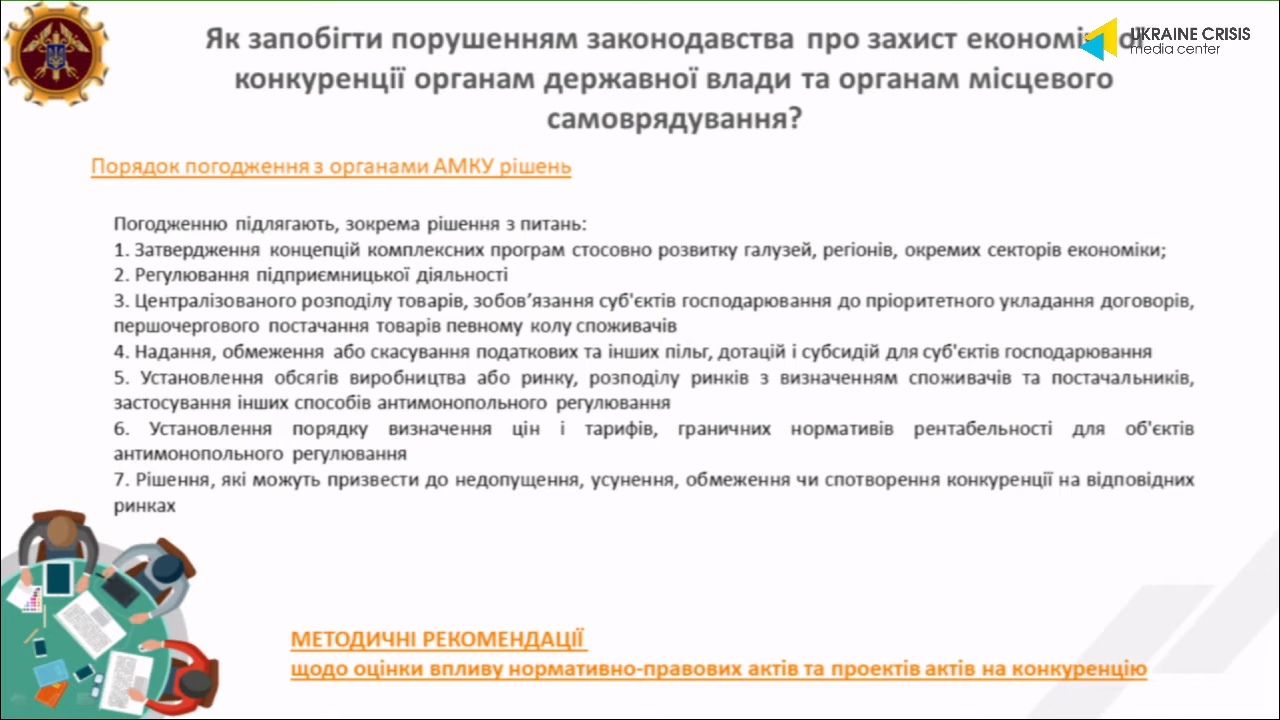 Як запобігти порушенням законодавства про захист
UKRAINE CRISIS
media center
конкуренції органам державної влади та органам місцевого
самоврядування?
Порядок погодження з органами АМКУ рішень
Погодженню підлягають, зокрема рішення з питань:
1. Затвердження концепцій комплексних програм стосовно розвитку галузей, регіонів, окремих секторів економіки;
2. Регулювання підприємницької діяльності
3. Централізованого розподілу товарів, зобов’язання суб'єктів господарювання до пріоритетного укладання договорів,
першочергового постачання товарів певному колу споживачів
4. Надання, обмеження або скасування податкових та інших пільг, дотацій і субсидій для суб'єктів господарювання
5. Установлення обсягів виробництва або ринку, розподілу ринків з визначенням споживачів та постачальників,
застосування інших способів антимонопольного регулювання
6. Установлення порядку визначення цін і тарифів, граничних нормативів рентабельності для об'єктів
антимонопольного регулювання
7. Рішення, які можуть призвести до недопущення, усунення, обмеження чи спотворення конкуренції на відповідних
ринках
МЕТОДИЧНІ РЕКОМЕНДАЦІЇ
щодо оцінки впливу нормативно-правових актів та проектів актів на конкуренцію